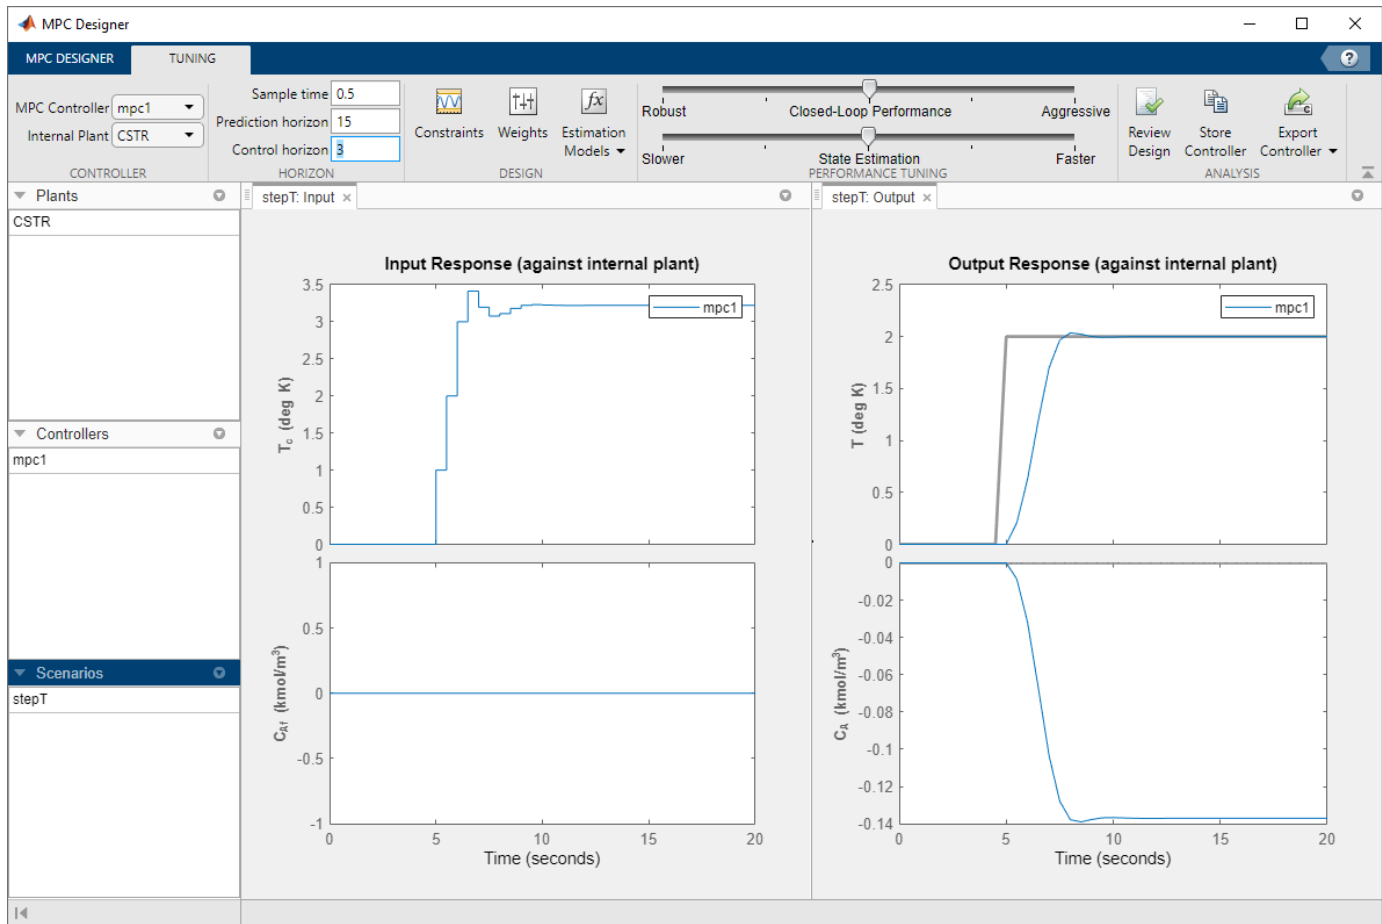 MPC Designer
MPC DESIGNER
TUNING
?
MPC Controller mpc1
Internal Plant CSTR
CONTROLLER
Sample time 0.5
Prediction horizon 15
Control horizon 3
HORIZON
Constraints
Weights
fx
Estimation
Models
DESIGN
Robust
Closed-Loop Performance
Aggressive
Slower
State Estimation
Faster
PERFORMANCE TUNING
Review
Design
Store
Controller
C
Export
Controller
ANALYSIS
Plants
CSTR
Controllers
mpc1
Scenarios
stepT
stepT: Input
Input Response (against internal plant)
mpc1
3.5
3
2.5
2
1.5
1
0.5
0
Tc (deg K)
1
0.5
0
-0.5
-1
CAf (kmol/m³)
0
5
10
15
20
Time (seconds)
stepT: Output
Output Response (against internal plant)
mpc1
2.5
2
1.5
1
0.5
0
T (deg K)
0
-0.02
-0.04
-0.06
-0.08
-0.1
-0.12
-0.14
CA (kmol/m³)
0
5
10
15
20
Time (seconds)